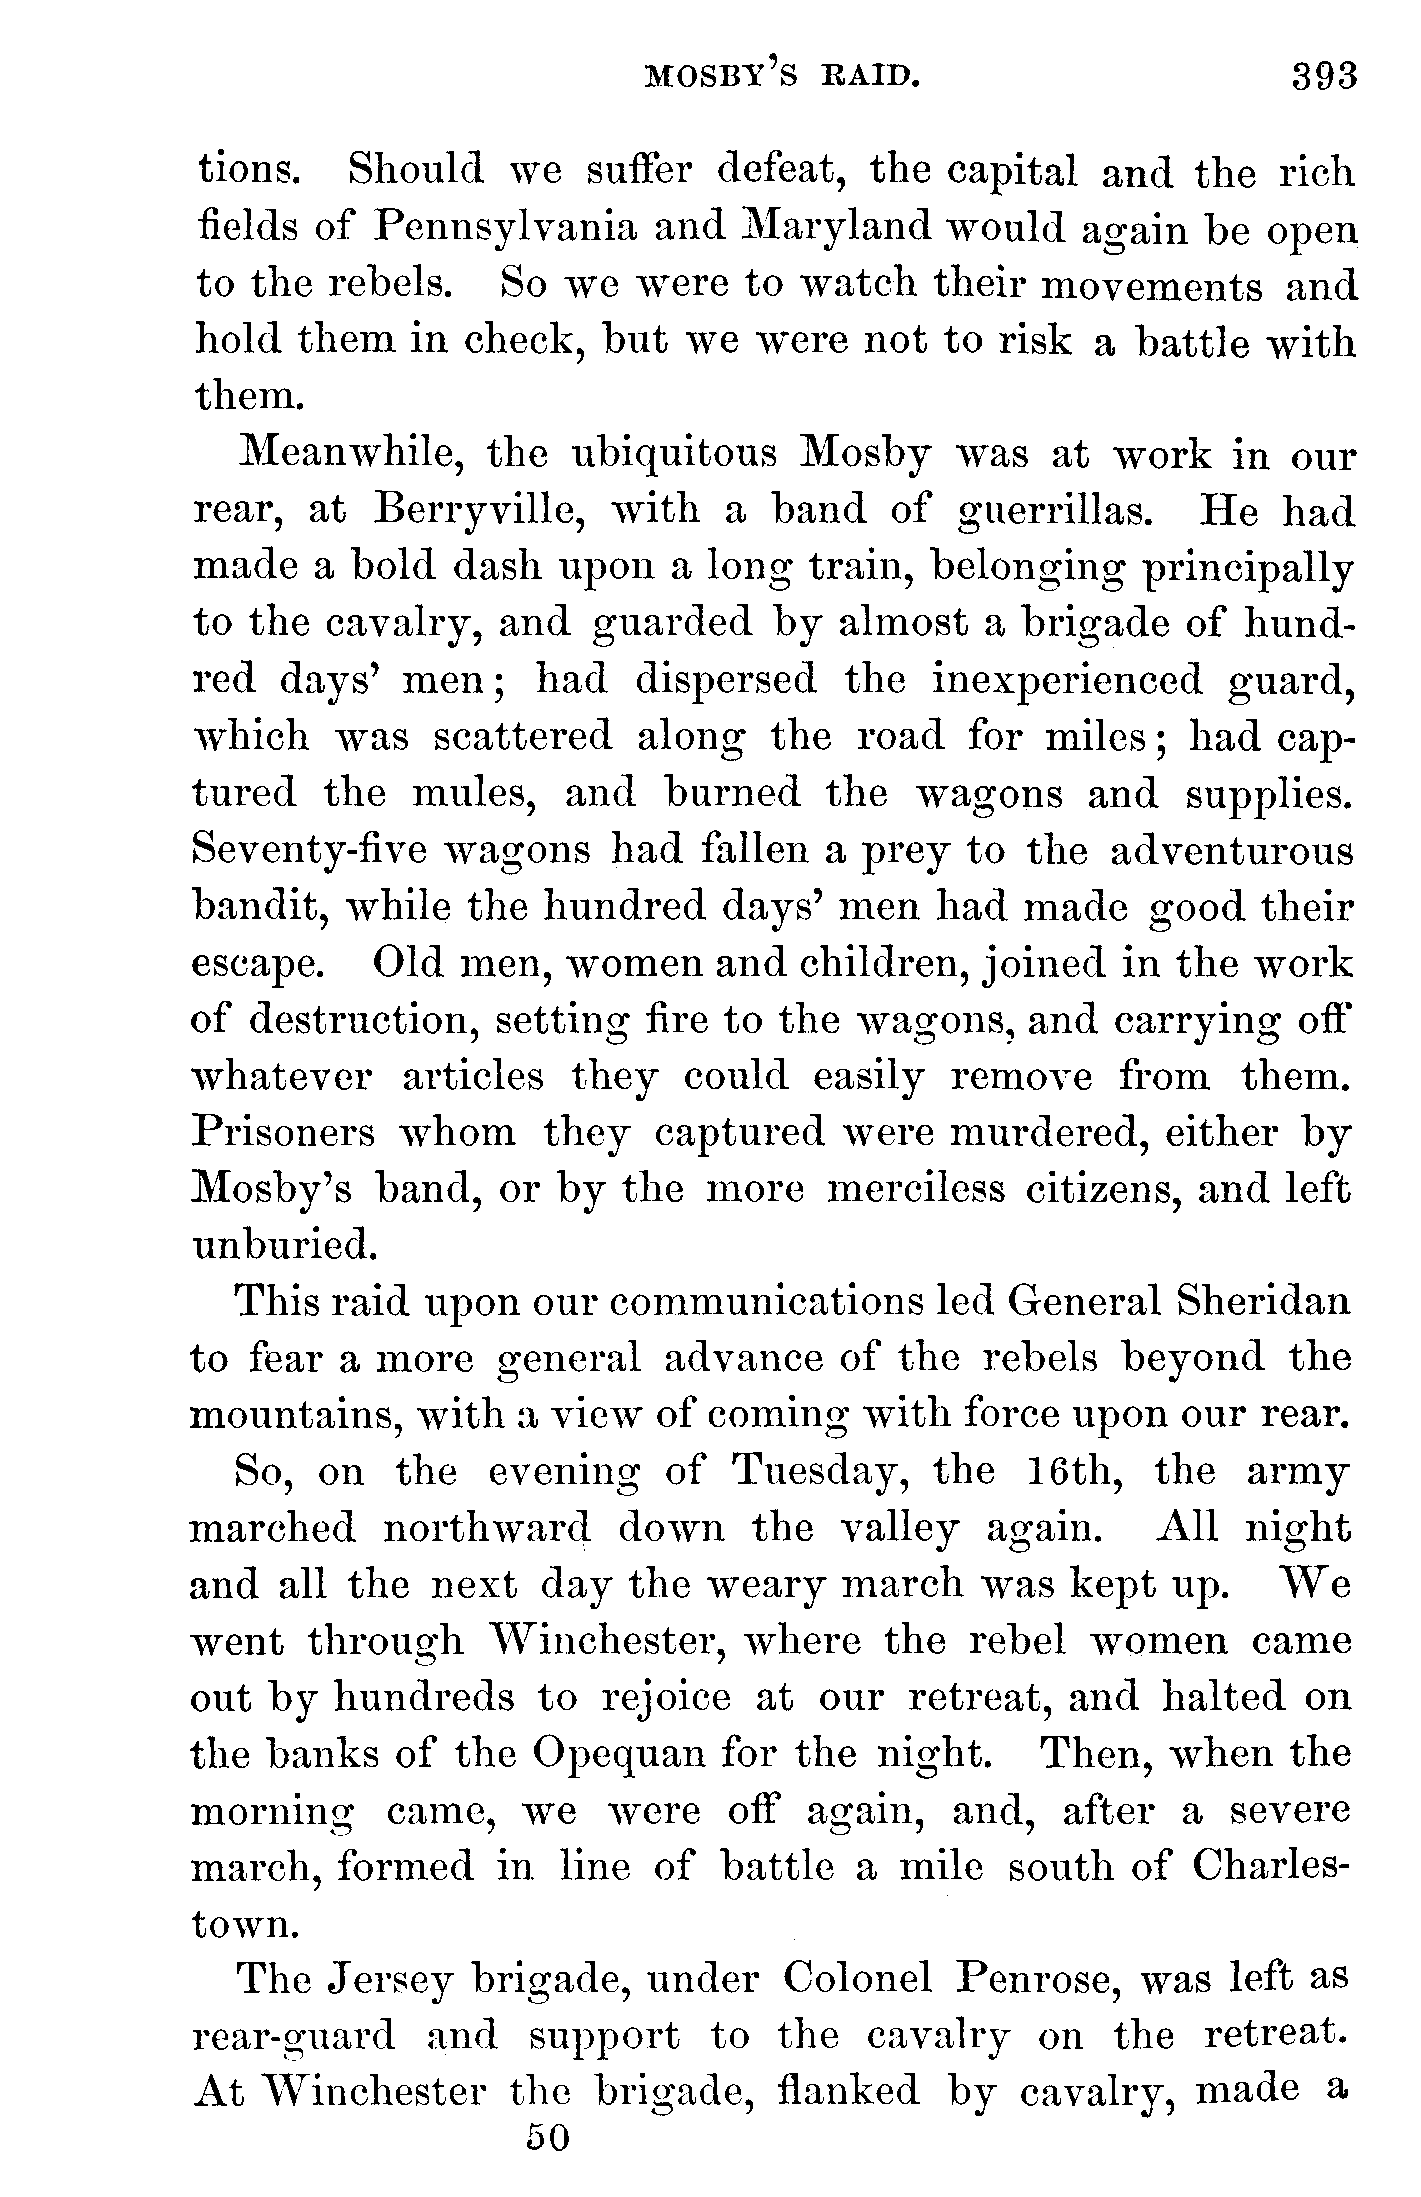 MOSBY'S RAID. 393
tions. Should we suffer defeat, the capital and the rich
fields of Pennsylvania and Maryland would again be open
to the rebels. So we were to watch their movements and
hold them in check, but we were not to risk a battle with
them.
Meanwhile, the ubiquitous Mosby was at work in our
rear, at Berryville, with a band of guerrillas. He had
made a bold dash upon a long train, belonging principally
to the cavalry, and guarded by almost a brigade of hund-
red days' men; had dispersed the inexperienced guard,
which was scattered along the road for miles; had cap-
tured the mules, and burned the wagons and supplies.
Seventy-five wagons had fallen a prey to the adventurous
bandit, while the hundred days' men had made good their
escape. Old men, women and children, joined in the work
of destruction, setting fire to the wagons, and carrying off
whatever articles they could easily remove from them.
Prisoners whom they captured were murdered, either by
Mosby's band, or by the more merciless citizens, and left
unburied.
This raid upon our communications led General Sheridan
to fear a more general advance of the rebels beyond the
mountains, with a view of coming with force upon our rear.
So, on the evening of Tuesday, the 16th, the army
marched northward down the valley again. All night
and all the next day the weary march was kept up. We
went through Winchester, where the rebel women came
out by hundreds to rejoice at our retreat, and halted on
the banks of the Opequan for the night. Then, when the
morning came, we were off again, and, after a severe
march, formed in line of battle a mile south of Charles-
town.
The Jersey brigade, under Colonel Penrose, was left as
rear-guard and support to the cavalry on the retreat.
At Winchester the brigade, flanked by cavalry, made a
50